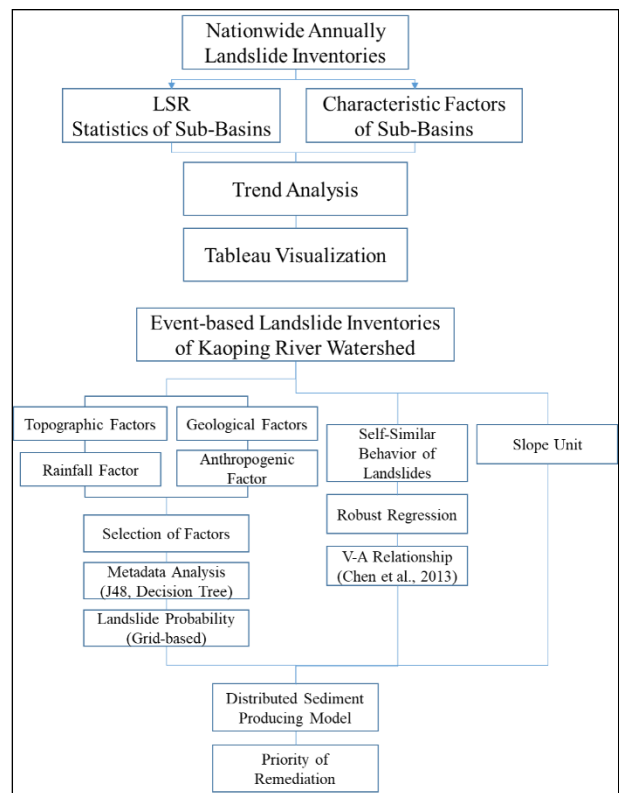 Nationwide Annually
Landslide Inventories
LSR
Statistics of Sub-Basins
Characteristic Factors
of Sub-Basins
Trend Analysis
Tableau Visualization
Event-based Landslide Inventories
of Kaoping River Watershed
Topographic Factors
Geological Factors
Rainfall Factor
Anthropogenic
Factor
Selection of Factors
Metadata Analysis
(J48, Decision Tree)
Landslide Probability
(Grid-based)
Self-Similar
Behavior of
Landslides
Robust Regression
V-A Relationship
(Chen et al., 2013)
Slope Unit
Distributed Sediment
Producing Model
Priority of
Remediation